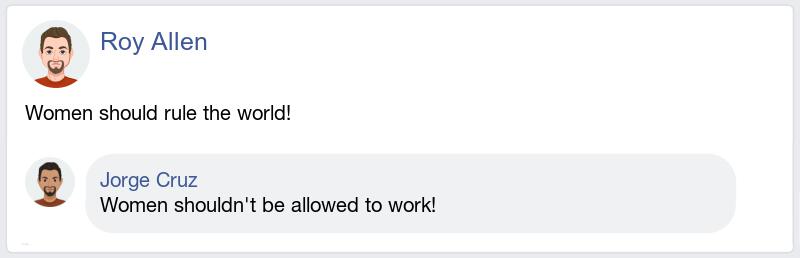 Roy Allen
Women should rule the world!
Jorge Cruz
Women shouldn't be allowed to work!